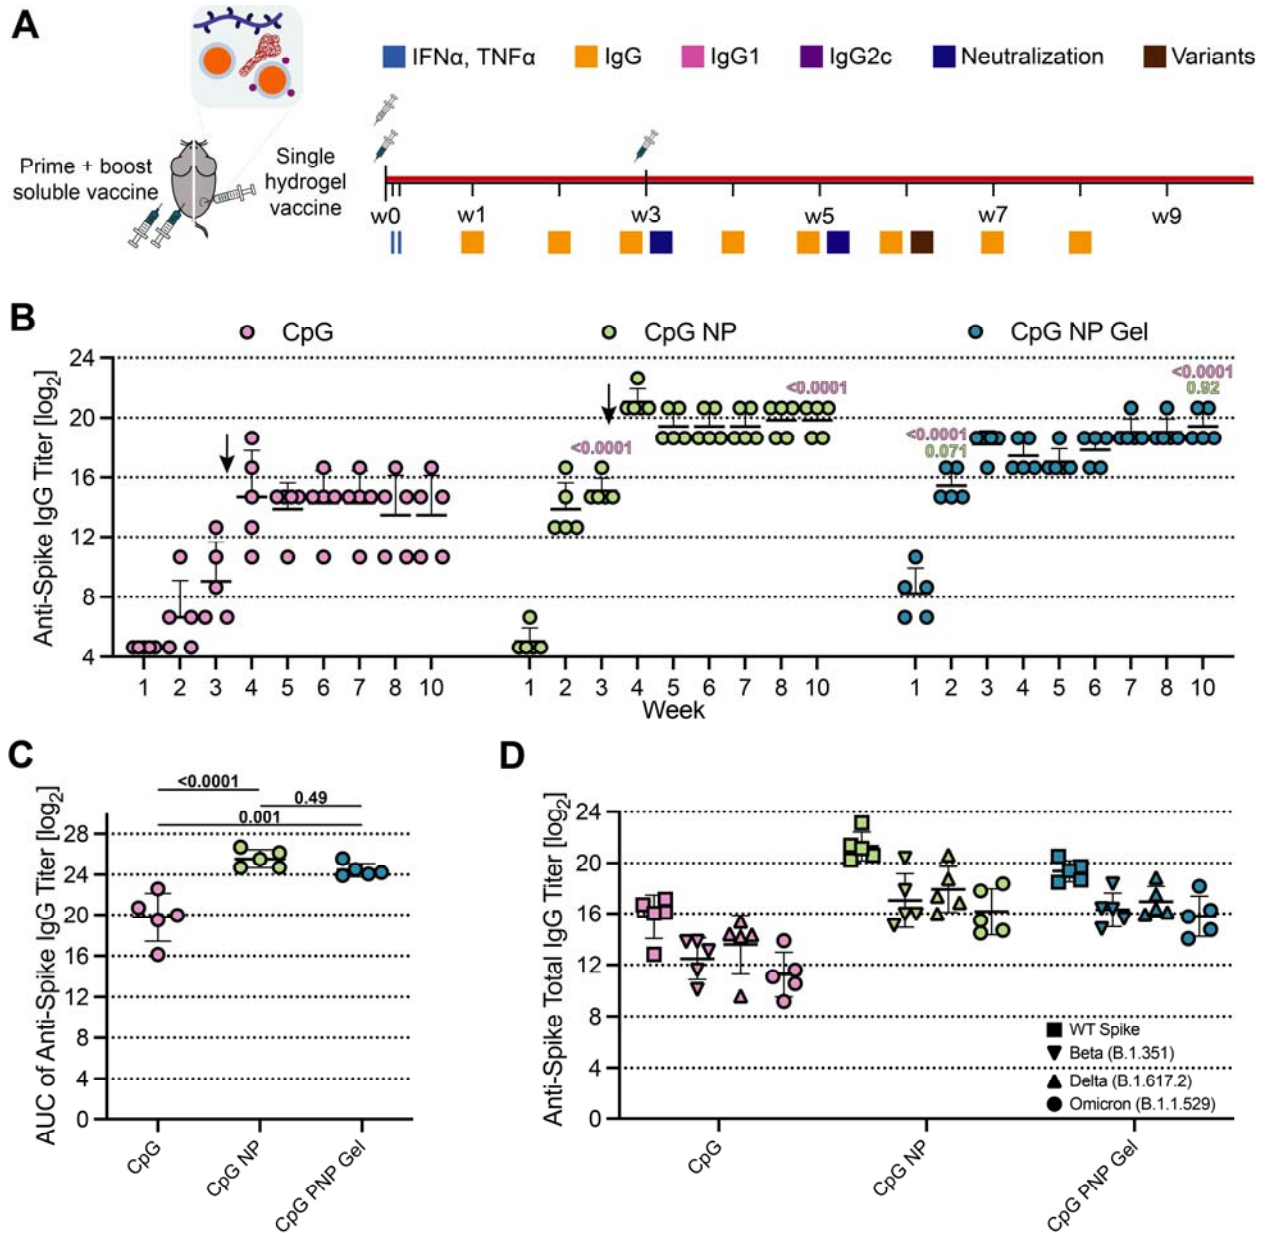 A
IFNα, TNFα IgG IgG1 IgG2c Neutralization Variants
Prime + boost
soluble vaccine
Single
hydrogel
vaccine
w0 w1 w3 w5 w7 w9
B
CpG CpG NP CpG NP Gel
Anti-Spike IgG Titer [log2]
24
20
16
12
8
4
<0.0001
<0.0001
<0.0001
0.071
<0.0001
0.92
1 2 3 4 5 6 7 8 10 1 2 3 4 5 6 7 8 10 1 2 3 4 5 6 7 8 10
Week
C
AUC of Anti-Spike IgG Titer [log2]
<0.0001
0.49
0.001
28
24
20
16
12
8
4
0
CpG
CpG NP
CpG PNP Gel
D
Anti-Spike Total IgG Titer [log2]
24
20
16
12
8
4
0
WT Spike
Beta (B.1.351)
Delta (B.1.617.2)
Omicron (B.1.1.529)
CpG
CpG NP
CpG PNP Gel